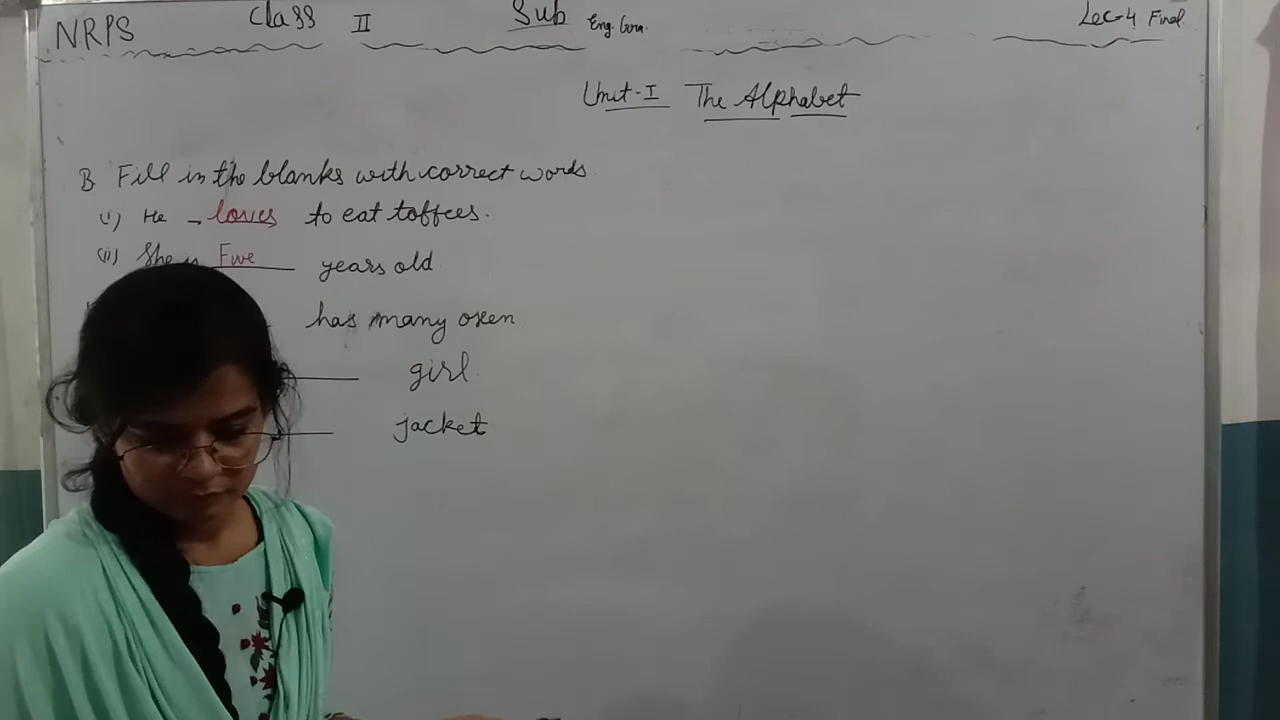 NRPS Class II Sub Eng. Gra. Lec-4 Final
Unit-I The Alphabet
B Fill in the blanks with correct words.
(i) He loves to eat toffees.
(ii) She is Five years old
has many oxen
girl.
jacket